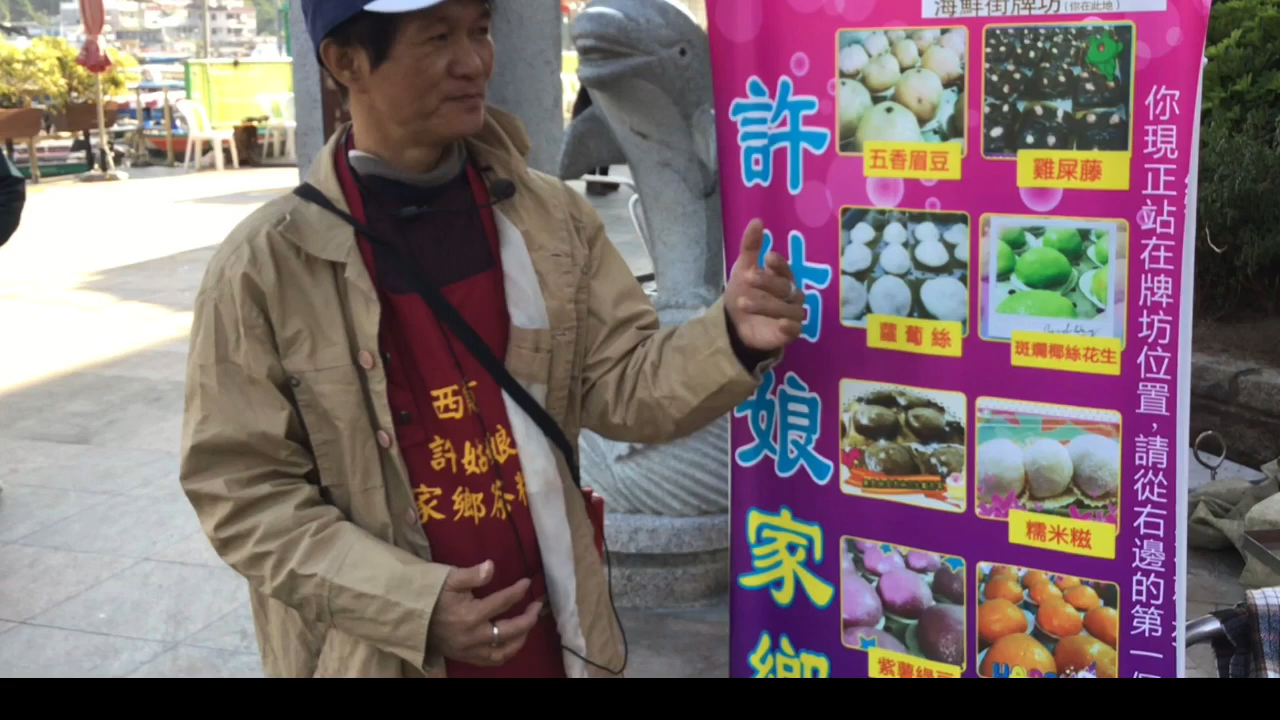 海鮮街牌坊(你在此地)
許姑娘家鄉
五香眉豆
雞屎藤
蘿蔔絲
斑斕椰絲花生
糯米糍
紫薯綠豆
你現正站在牌坊位置，請從右邊的第一
西貢
許姑娘
家鄉茶粿